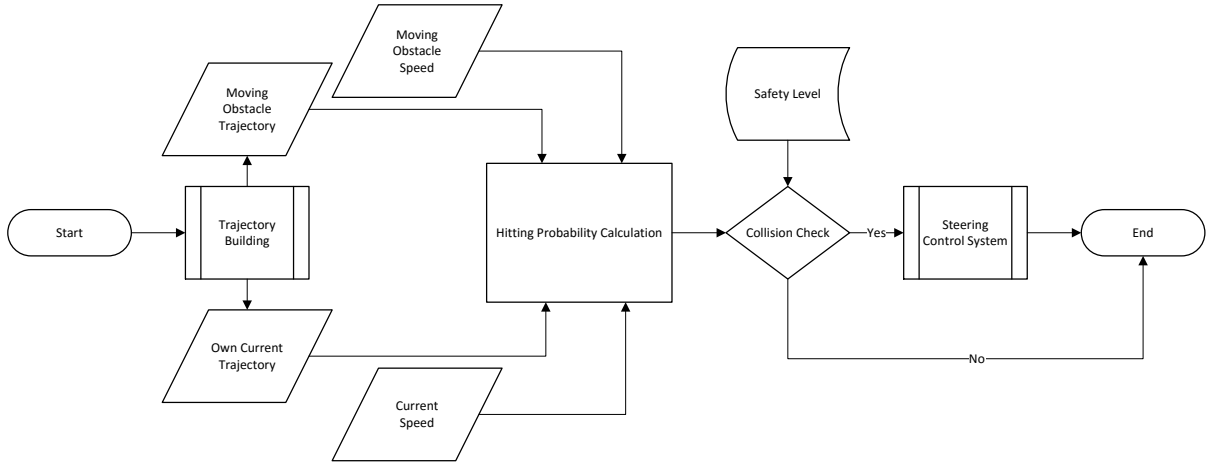 Moving
Obstacle
Speed
Moving
Obstacle
Trajectory
Safety Level
Start
Trajectory
Building
Hitting Probability Calculation
Collision Check
Yes
Steering
Control System
End
Own Current
Trajectory
No
Current
Speed